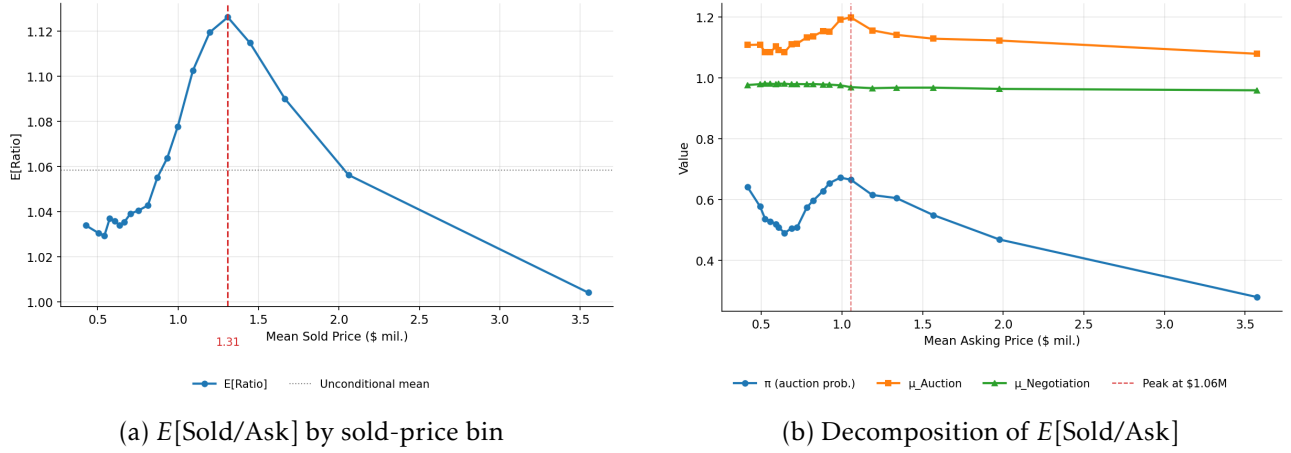 1.12
1.10
1.08
1.06
1.04
1.02
1.00
E[Ratio]
0.5 1.0 1.5 2.0 2.5 3.0 3.5
Mean Sold Price ($ mil.)
1.31
E[Ratio] Unconditional mean
(a) E[Sold/Ask] by sold-price bin
1.2
1.0
0.8
0.6
0.4
Value
0.5 1.0 1.5 2.0 2.5 3.0 3.5
Mean Asking Price ($ mil.)
π (auction prob.) μ_Auction μ_Negotiation Peak at $1.06M
(b) Decomposition of E[Sold/Ask]